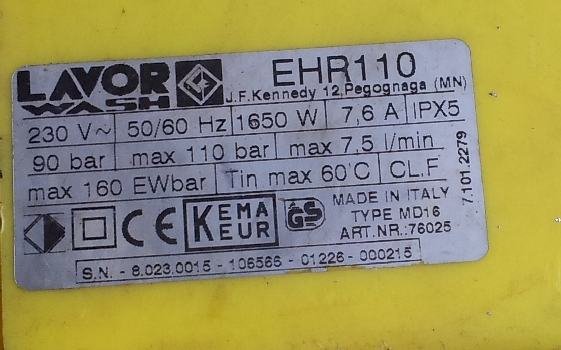 LAVOR EHR110
WASH J.F.Kennedy 12,Pegognaga (MN)
230 V~ 50/60 Hz 1650 W 7,6 A IPX5
90 bar max 110 bar max 7.5 l/min
max 160 EWbar Tin max 60°C CL.F
CE KEMA KEUR GS MADE IN ITALY
TYPE MD16
ART.NR.:76025
7.101.2279
S.N. - 8.023.0015 - 106566 - 01226 - 000215